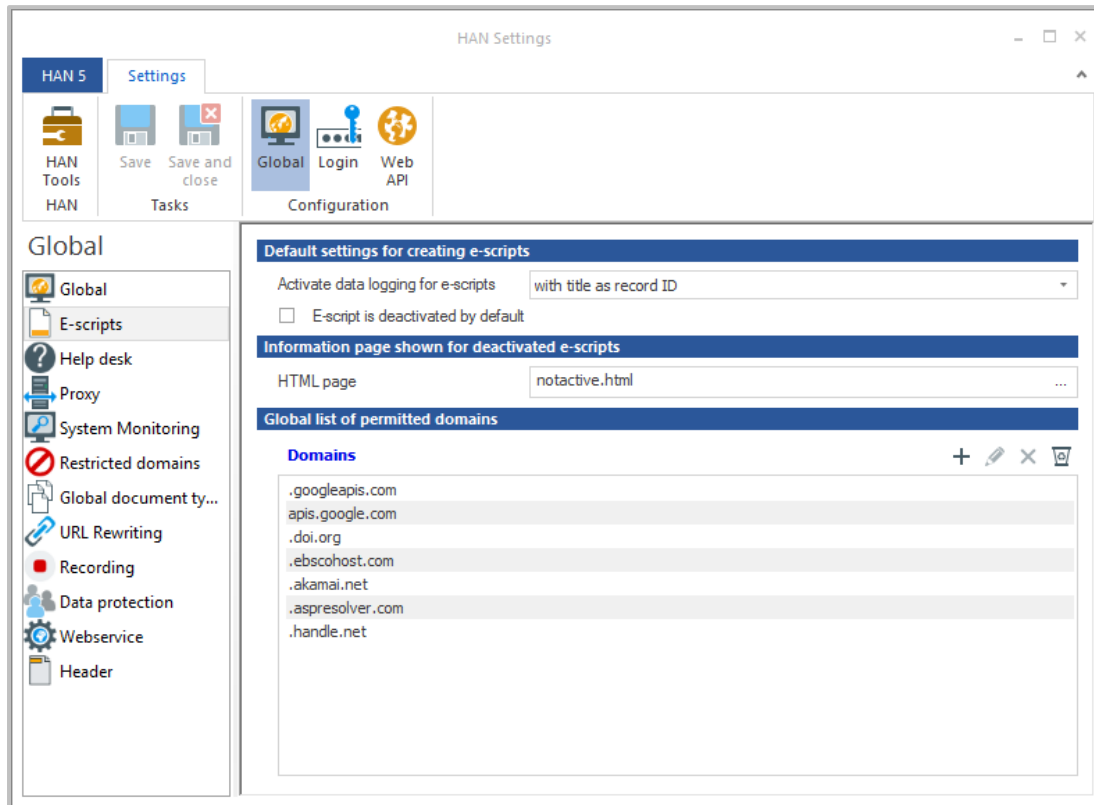 HAN Settings
HAN 5
Settings
HAN Tools
Save
Save and close
Global
Login
Web API
HAN
Tasks
Configuration
Global
Global
E-scripts
Help desk
Proxy
System Monitoring
Restricted domains
Global document ty...
URL Rewriting
Recording
Data protection
Webservice
Header
Default settings for creating e-scripts
Activate data logging for e-scripts
with title as record ID
E-script is deactivated by default
Information page shown for deactivated e-scripts
HTML page
notactive.html
...
Global list of permitted domains
Domains
.googleapis.com
apis.google.com
.doi.org
.ebscohost.com
.akamai.net
.aspresolver.com
.handle.net